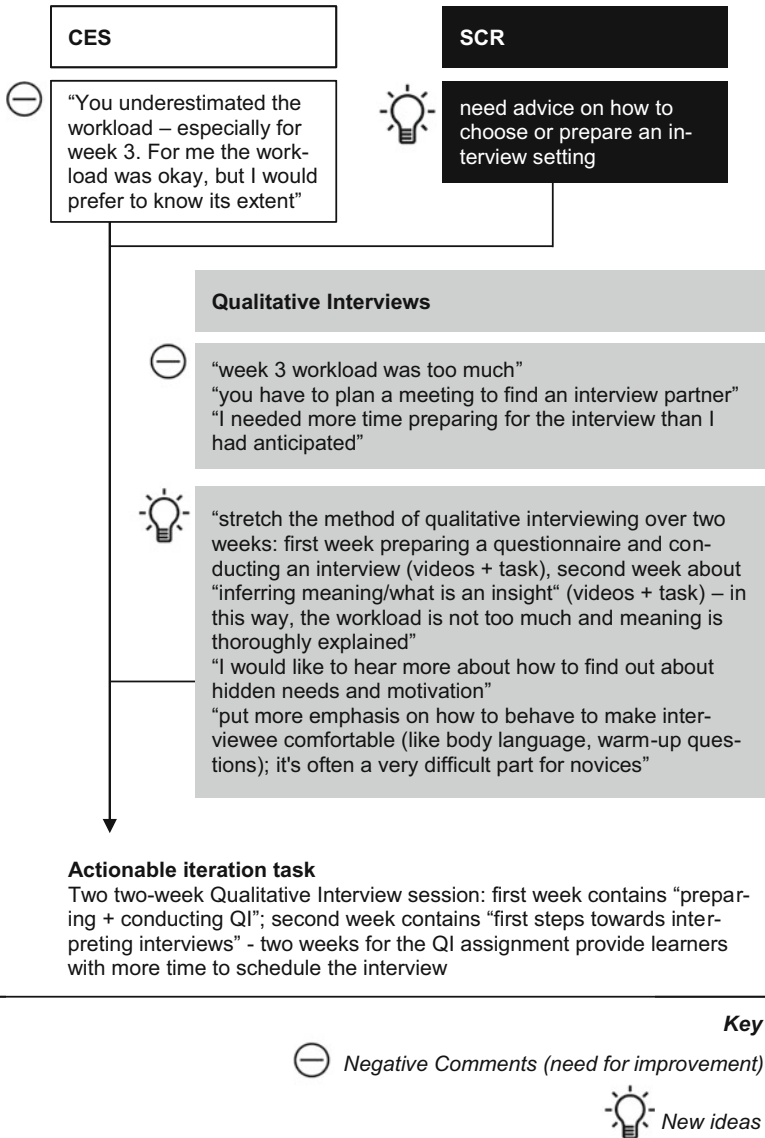 CES
SCR
“You underestimated the
workload – especially for
week 3. For me the work-
load was okay, but I would
prefer to know its extent”
need advice on how to
choose or prepare an in-
terview setting
Qualitative Interviews
“week 3 workload was too much”
“you have to plan a meeting to find an interview partner”
“I needed more time preparing for the interview than I
had anticipated”
“stretch the method of qualitative interviewing over two
weeks: first week preparing a questionnaire and con-
ducting an interview (videos + task), second week about
“inferring meaning/what is an insight“ (videos + task) – in
this way, the workload is not too much and meaning is
thoroughly explained”
“I would like to hear more about how to find out about
hidden needs and motivation”
“put more emphasis on how to behave to make inter-
viewee comfortable (like body language, warm-up ques-
tions); it's often a very difficult part for novices”
Actionable iteration task
Two two-week Qualitative Interview session: first week contains “prepar-
ing + conducting QI”; second week contains “first steps towards inter-
preting interviews” - two weeks for the QI assignment provide learners
with more time to schedule the interview
Key
Negative Comments (need for improvement)
New ideas